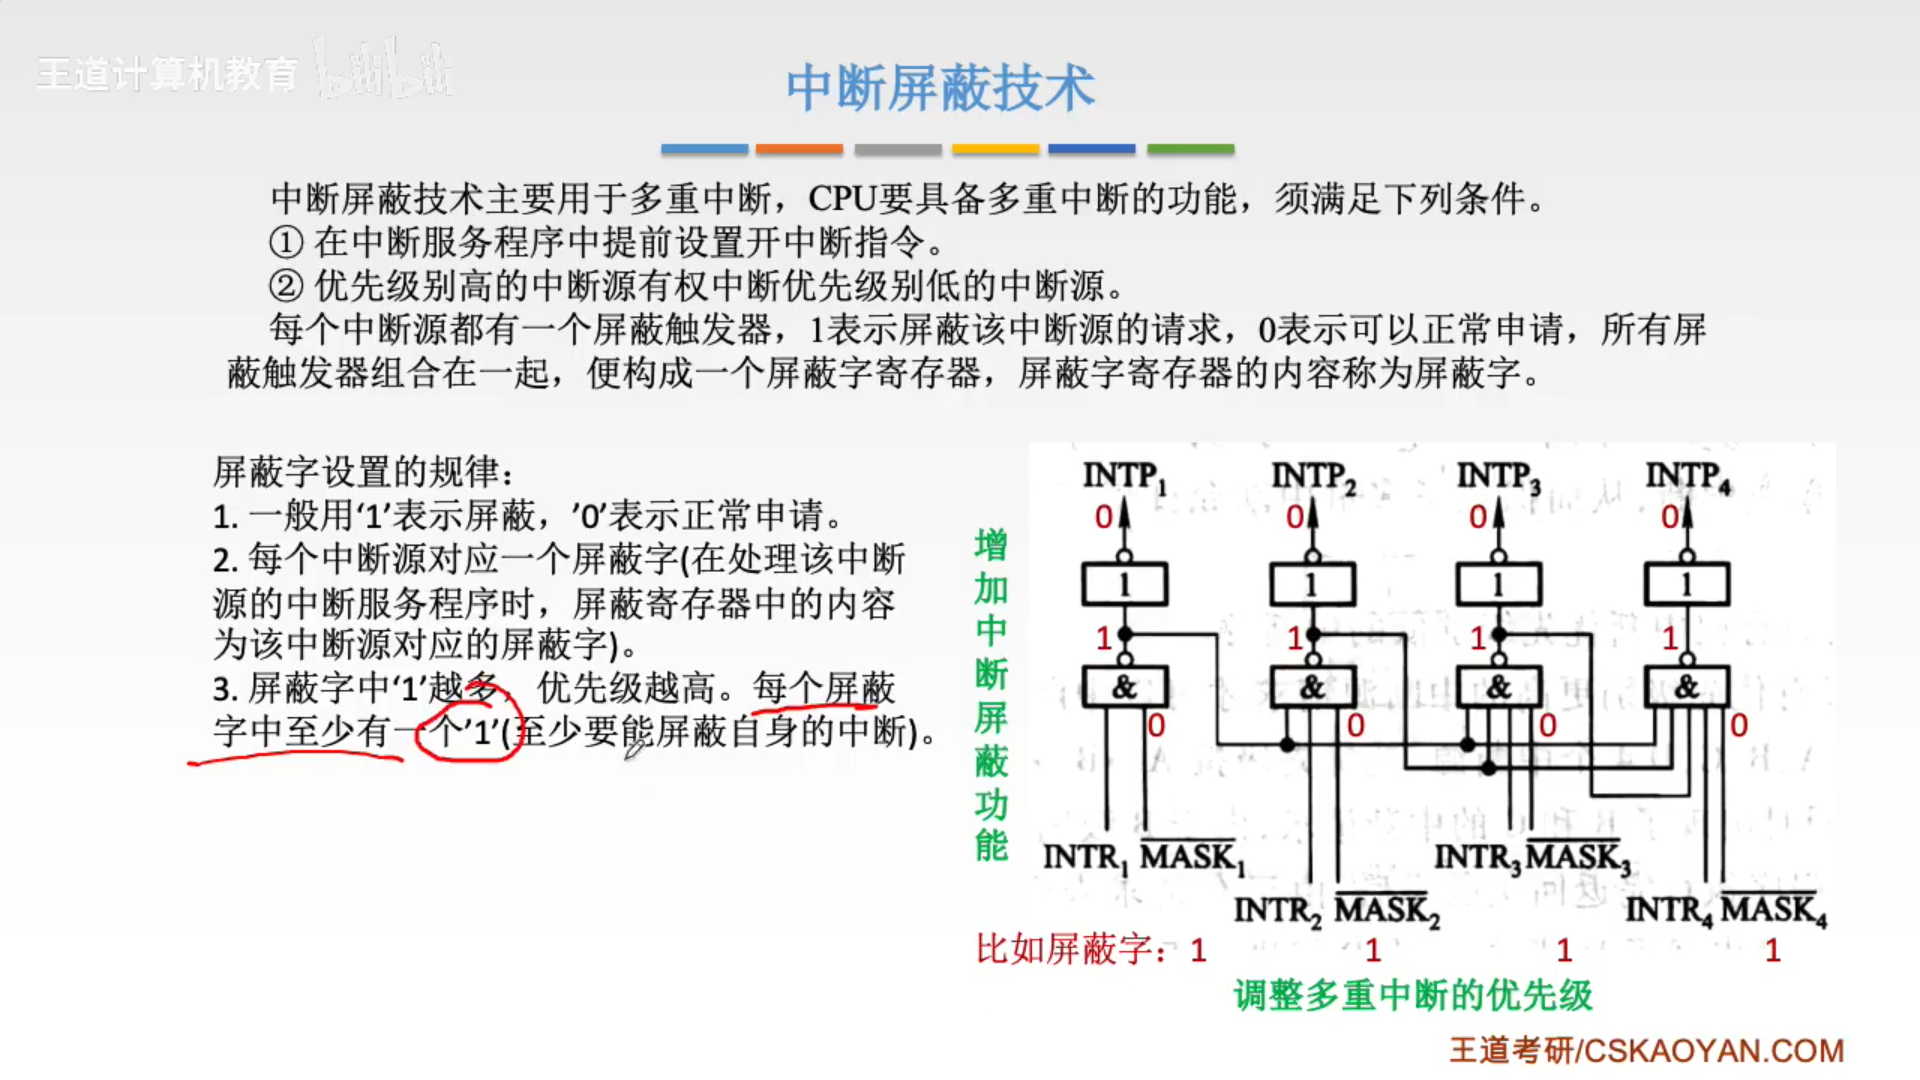 王道计算机教育 bilibili
中断屏蔽技术
中断屏蔽技术主要用于多重中断，CPU要具备多重中断的功能，须满足下列条件。
① 在中断服务程序中提前设置开中断指令。
② 优先级别高的中断源有权中断优先级别低的中断源。
每个中断源都有一个屏蔽触发器，1表示屏蔽该中断源的请求，0表示可以正常申请，所有屏
蔽触发器组合在一起，便构成一个屏蔽字寄存器，屏蔽字寄存器的内容称为屏蔽字。
屏蔽字设置的规律：
1. 一般用‘1’表示屏蔽，’0’表示正常申请。
2. 每个中断源对应一个屏蔽字(在处理该中断
源的中断服务程序时，屏蔽寄存器中的内容
为该中断源对应的屏蔽字)。
3. 屏蔽字中‘1’越多，优先级越高。每个屏蔽
字中至少有一个’1’(至少要能屏蔽自身的中断)。
增加中断屏蔽功能
INTP₁ INTP₂ INTP₃ INTP₄
0 0 0 0
1 1 1 1
1 1 1 1
& & & &
0 0 0 0
INTR₁ M̅A̅S̅K̅₁ INTR₃ M̅A̅S̅K̅₃
INTR₂ M̅A̅S̅K̅₂ INTR₄ M̅A̅S̅K̅₄
比如屏蔽字：1 1 1 1
调整多重中断的优先级
王道考研/CSKAOYAN.COM